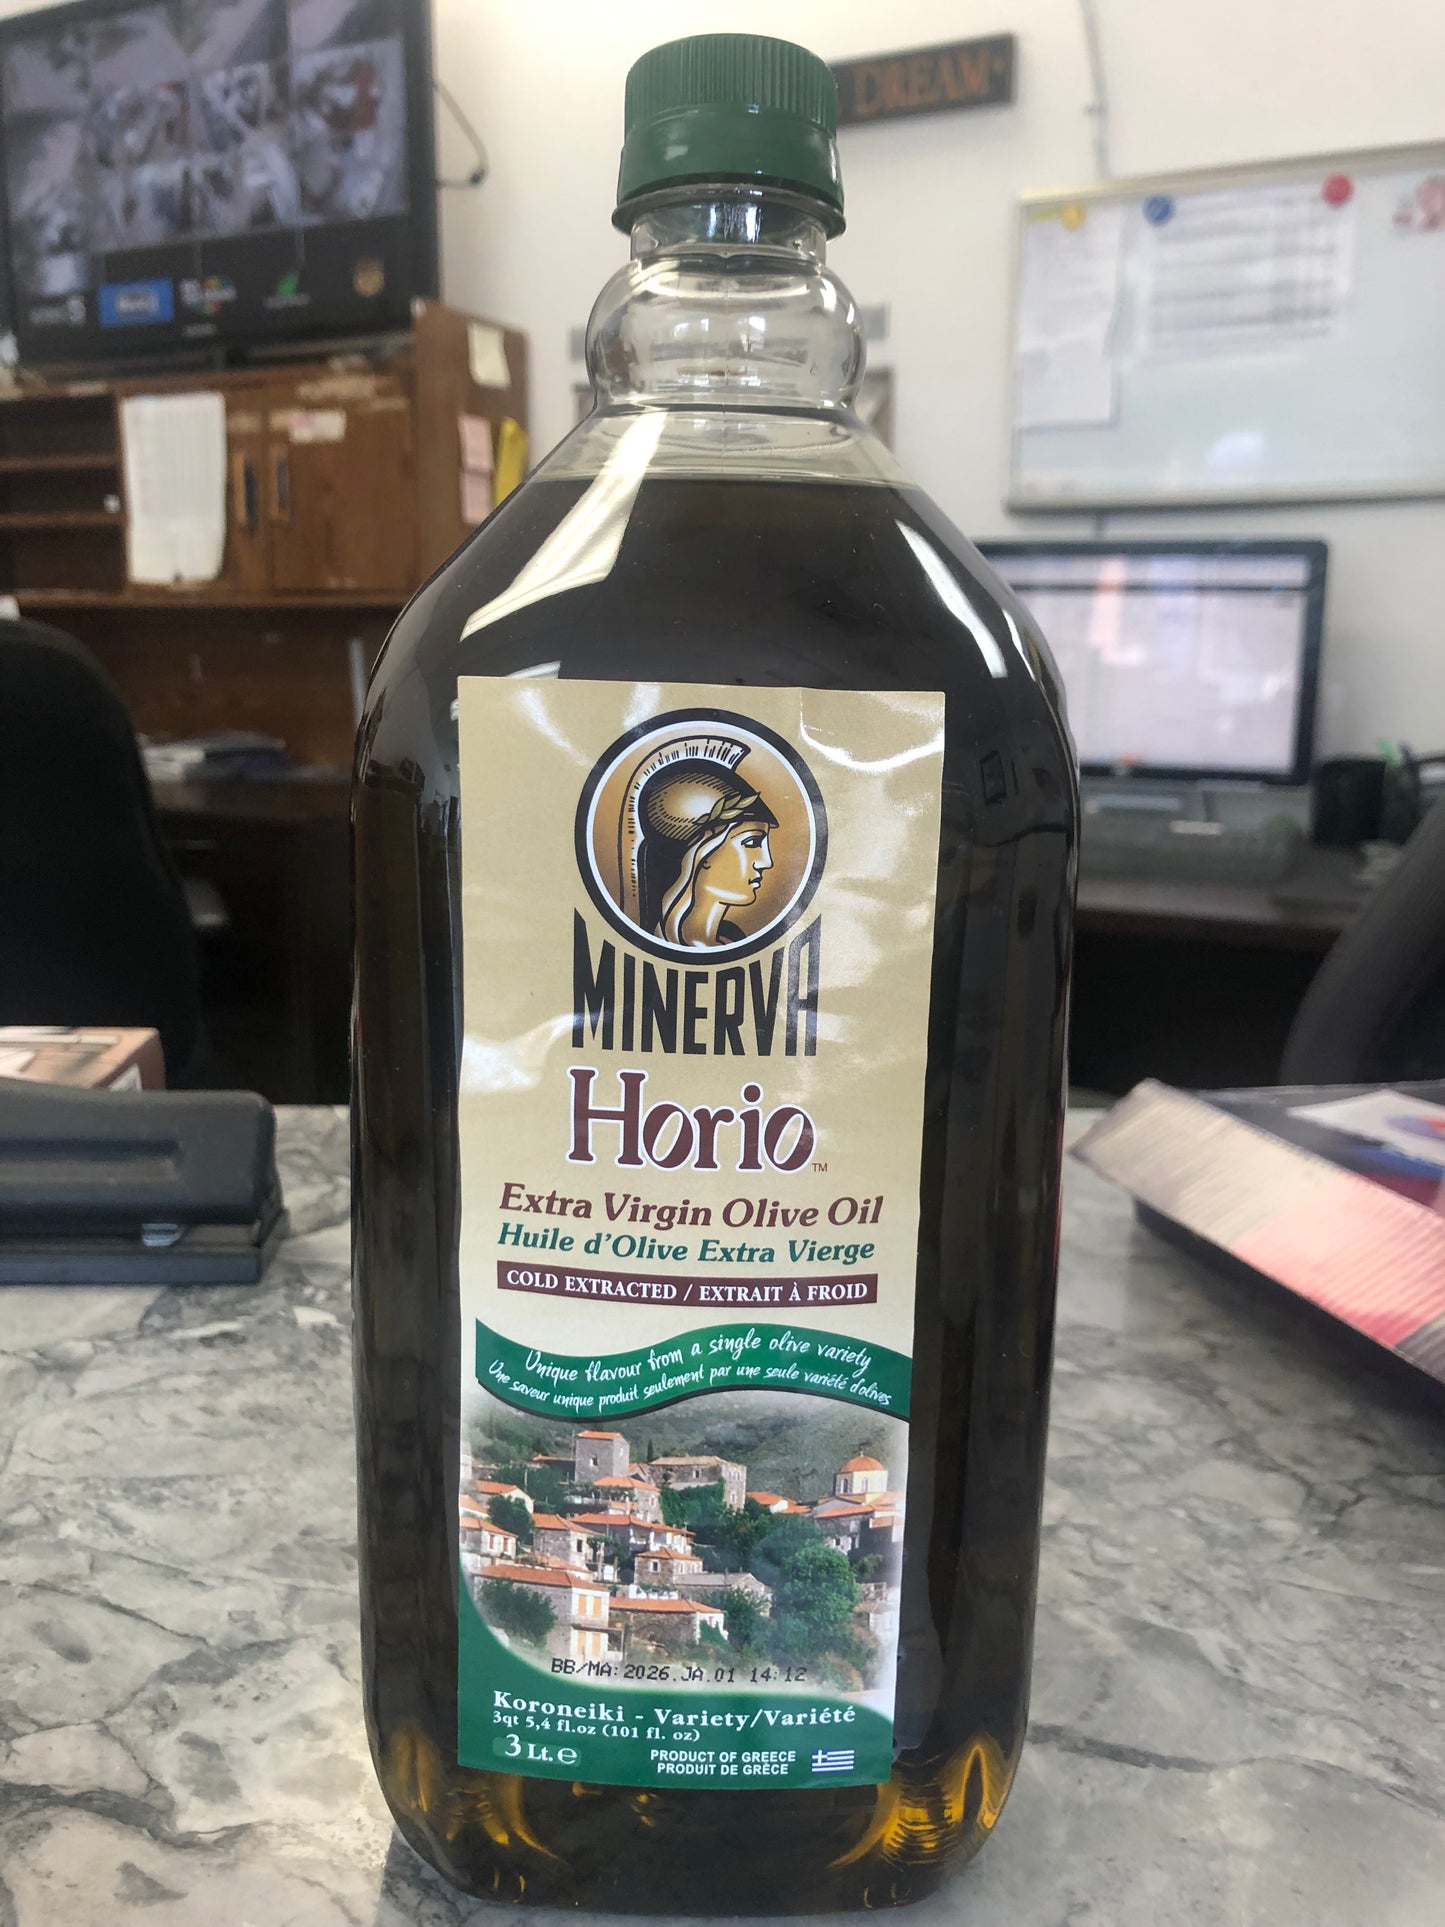 DREAM
MINERVA
Horio™
Extra Virgin Olive Oil
Huile d'Olive Extra Vierge
COLD EXTRACTED / EXTRAIT À FROID
Unique flavour from a single olive variety
Une saveur unique produit seulement par une seule variété d'olives
BB/MA: 2026.JA.01 14:12
Koroneiki - Variety/Variété
3qt 5,4 fl.oz (101 fl. oz)
3 Lt. ℮
PRODUCT OF GREECE
PRODUIT DE GRÈCE